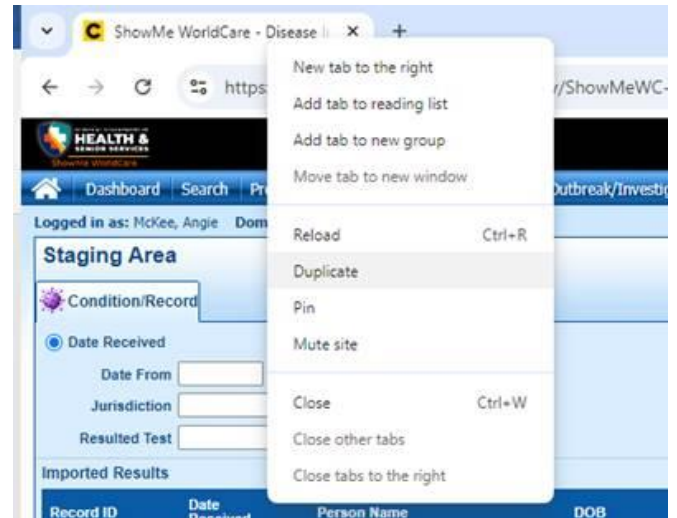 ShowMe WorldCare - Disease
https
/ShowMeWC-
HEALTH &
SENIOR SERVICES
ShowMe WorldCare
Dashboard Search Pr
Outbreak/Investig
Logged in as: McKee, Angie Dom
Staging Area
Condition/Record
Date Received
Date From
Jurisdiction
Resulted Test
Imported Results
Record ID
Date
Received
Person Name
DOB
New tab to the right
Add tab to reading list
Add tab to new group
Move tab to new window
Reload Ctrl+R
Duplicate
Pin
Mute site
Close Ctrl+W
Close other tabs
Close tabs to the right